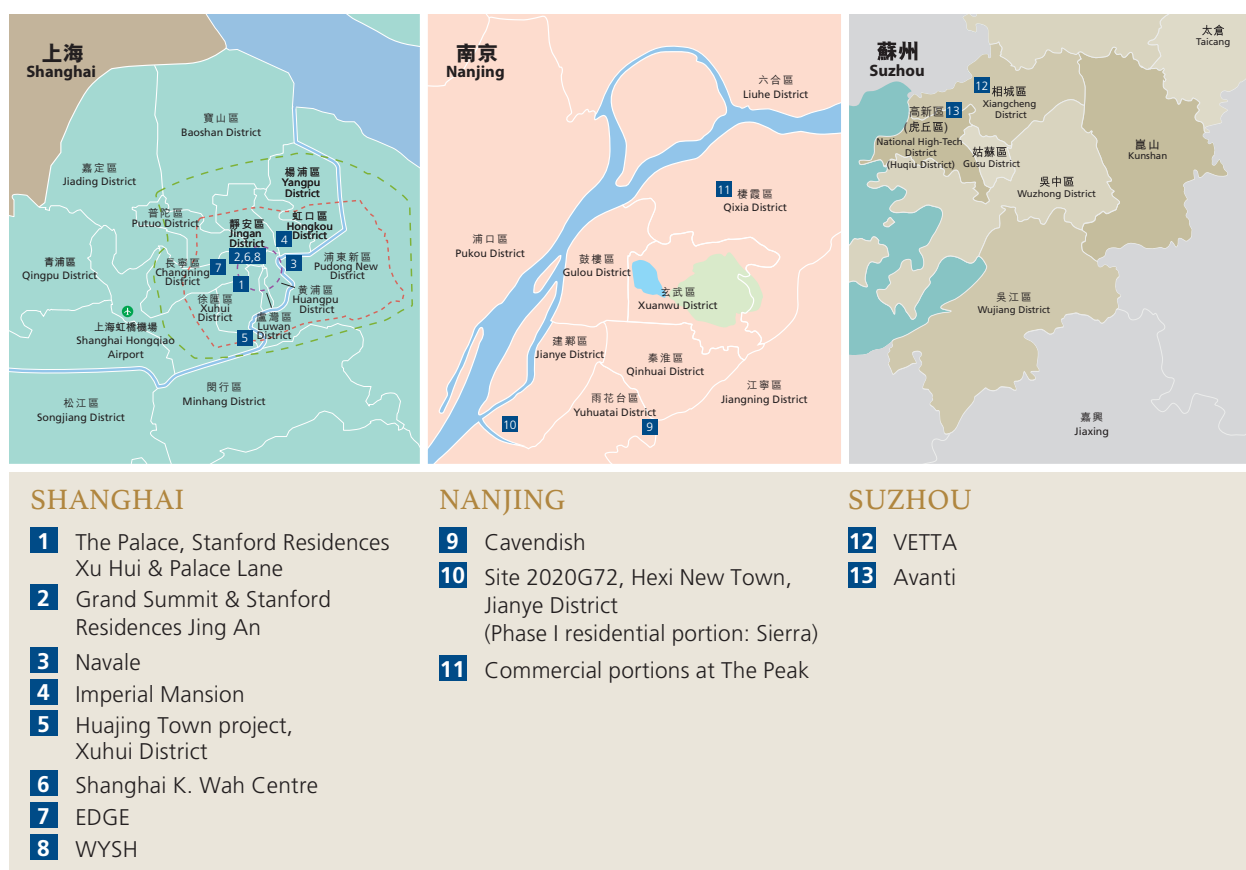 上海
Shanghai
寶山區
Baoshan District
嘉定區
Jiading District
楊浦區
Yangpu
District
普陀區
Putuo District
靜安區
Jingan
District
虹口區
Hongkou
District
4
2,6,8
青浦區
Qingpu District
長寧區
Changning
District
7
3
浦東新區
Pudong New
District
1
徐匯區
Xuhui
District
黄浦區
Huangpu
District
盧灣區
Luwan
District
5
上海虹橋機場
Shanghai Hongqiao
Airport
閔行區
Minhang District
松江區
Songjiang District
南京
Nanjing
六合區
Liuhe District
11
棲霞區
Qixia District
浦口區
Pukou District
鼓樓區
Gulou District
玄武區
Xuanwu District
建鄴區
Jianye District
秦淮區
Qinhuai District
江寧區
Jiangning District
雨花台區
Yuhuatai District
10
9
蘇州
Suzhou
太倉
Taicang
12
相城區
Xiangcheng
District
高新區
13
(虎丘區)
National High-Tech
District
(Huqiu District)
姑蘇區
Gusu District
崑山
Kunshan
吳中區
Wuzhong District
吳江區
Wujiang District
嘉興
Jiaxing
SHANGHAI
1 The Palace, Stanford Residences
Xu Hui & Palace Lane
2 Grand Summit & Stanford
Residences Jing An
3 Navale
4 Imperial Mansion
5 Huajing Town project,
Xuhui District
6 Shanghai K. Wah Centre
7 EDGE
8 WYSH
NANJING
9 Cavendish
10 Site 2020G72, Hexi New Town,
Jianye District
(Phase I residential portion: Sierra)
11 Commercial portions at The Peak
SUZHOU
12 VETTA
13 Avanti